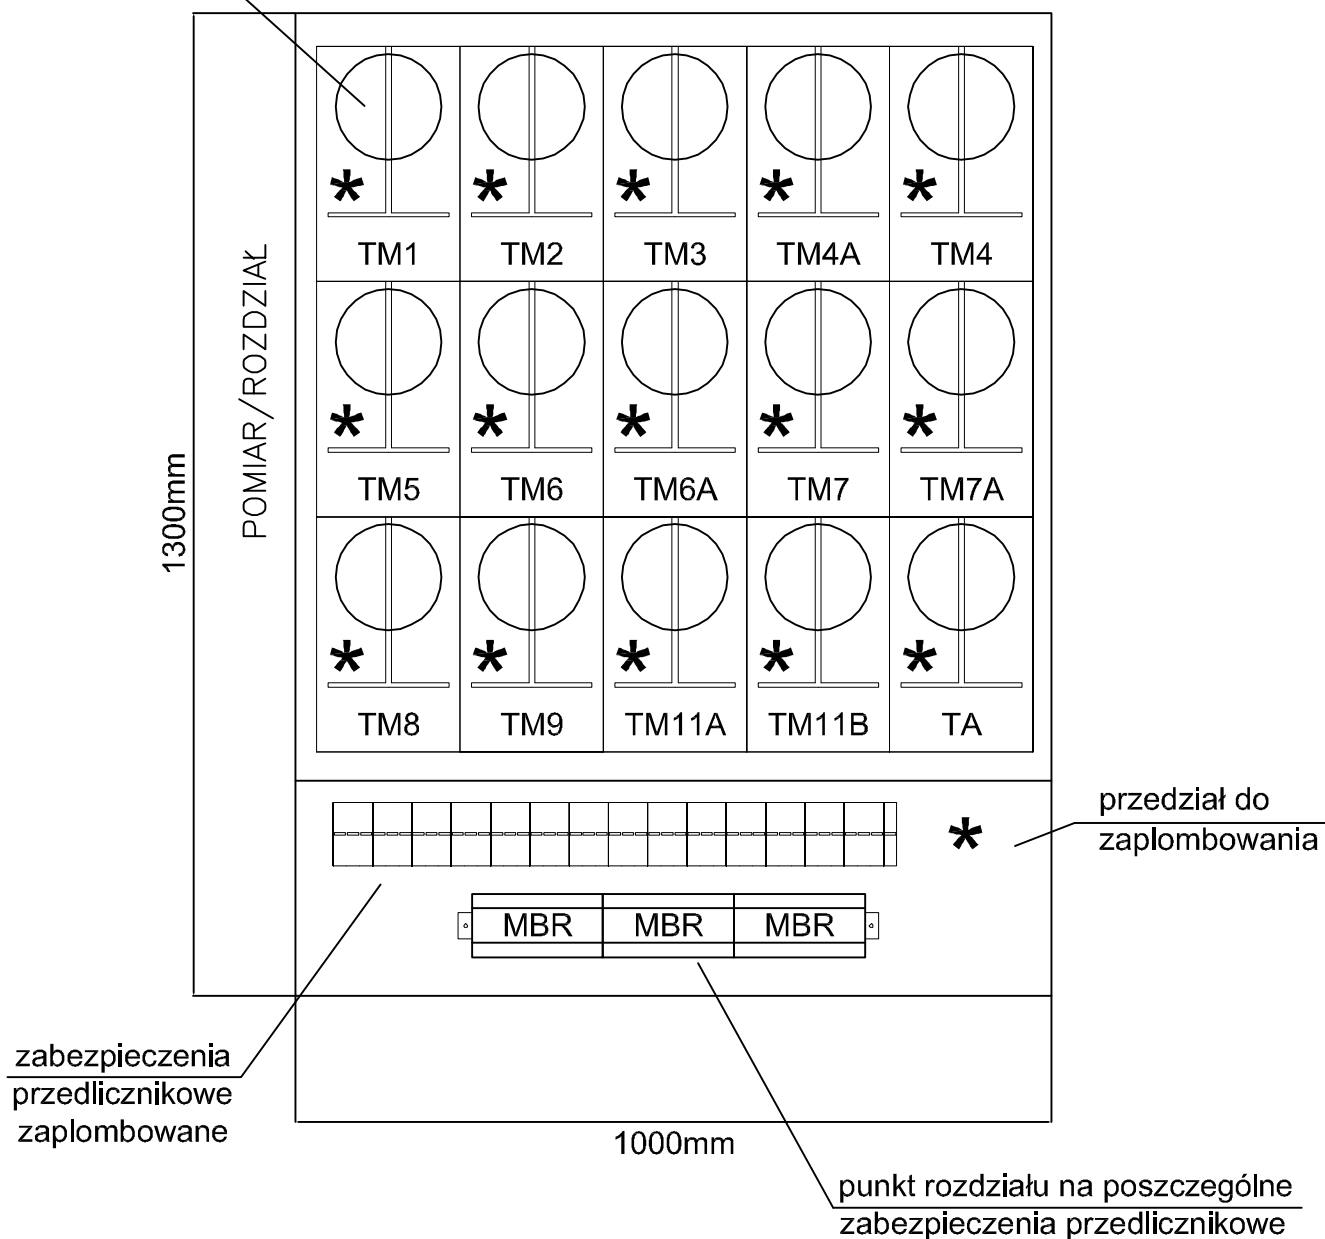 POMIAR/ROZDZIAŁ
1300mm
* * * * *
TM1 TM2 TM3 TM4A TM4
* * * * *
TM5 TM6 TM6A TM7 TM7A
* * * * *
TM8 TM9 TM11A TM11B TA
*
przedział do
zaplombowania
MBR MBR MBR
zabezpieczenia
przedlicznikowe
zaplombowane
1000mm
punkt rozdziału na poszczególne
zabezpieczenia przedlicznikowe